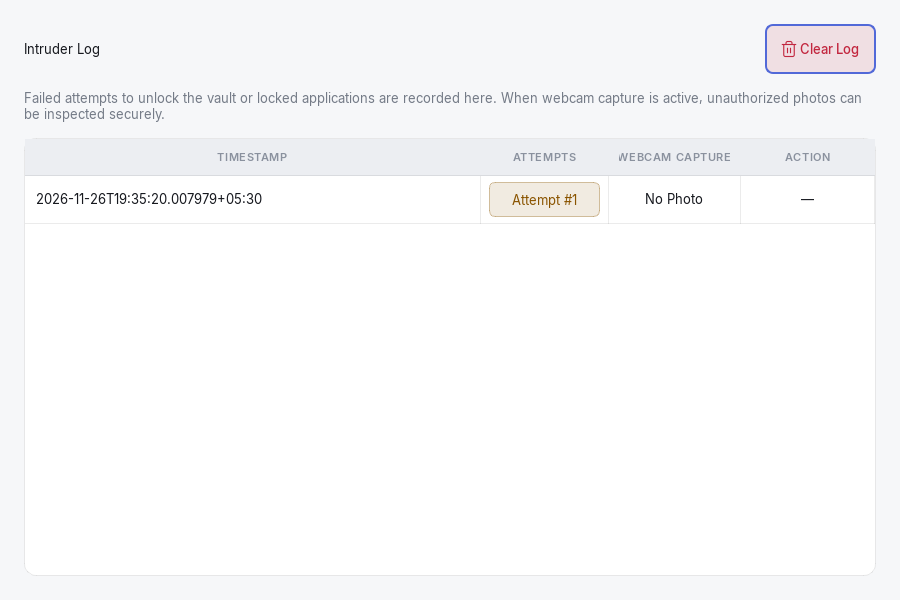 Intruder Log
Clear Log
Failed attempts to unlock the vault or locked applications are recorded here. When webcam capture is active, unauthorized photos can
be inspected securely.
TIMESTAMP ATTEMPTS WEBCAM CAPTURE ACTION
2026-11-26T19:35:20.007979+05:30 Attempt #1 No Photo —